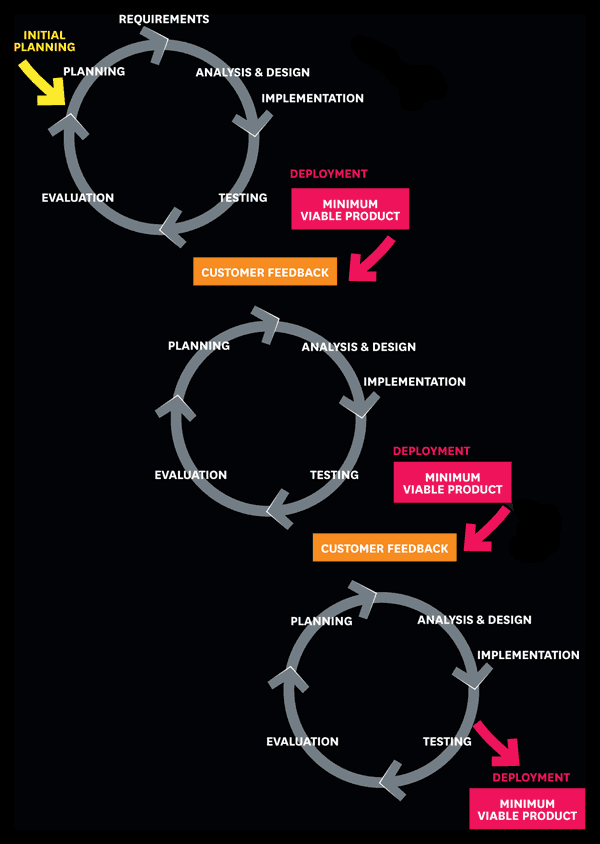 REQUIREMENTS
INITIAL
PLANNING
PLANNING
ANALYSIS & DESIGN
IMPLEMENTATION
DEPLOYMENT
EVALUATION
TESTING
MINIMUM
VIABLE PRODUCT
CUSTOMER FEEDBACK
PLANNING
ANALYSIS & DESIGN
IMPLEMENTATION
DEPLOYMENT
EVALUATION
TESTING
MINIMUM
VIABLE PRODUCT
CUSTOMER FEEDBACK
PLANNING
ANALYSIS & DESIGN
IMPLEMENTATION
EVALUATION
TESTING
DEPLOYMENT
MINIMUM
VIABLE PRODUCT